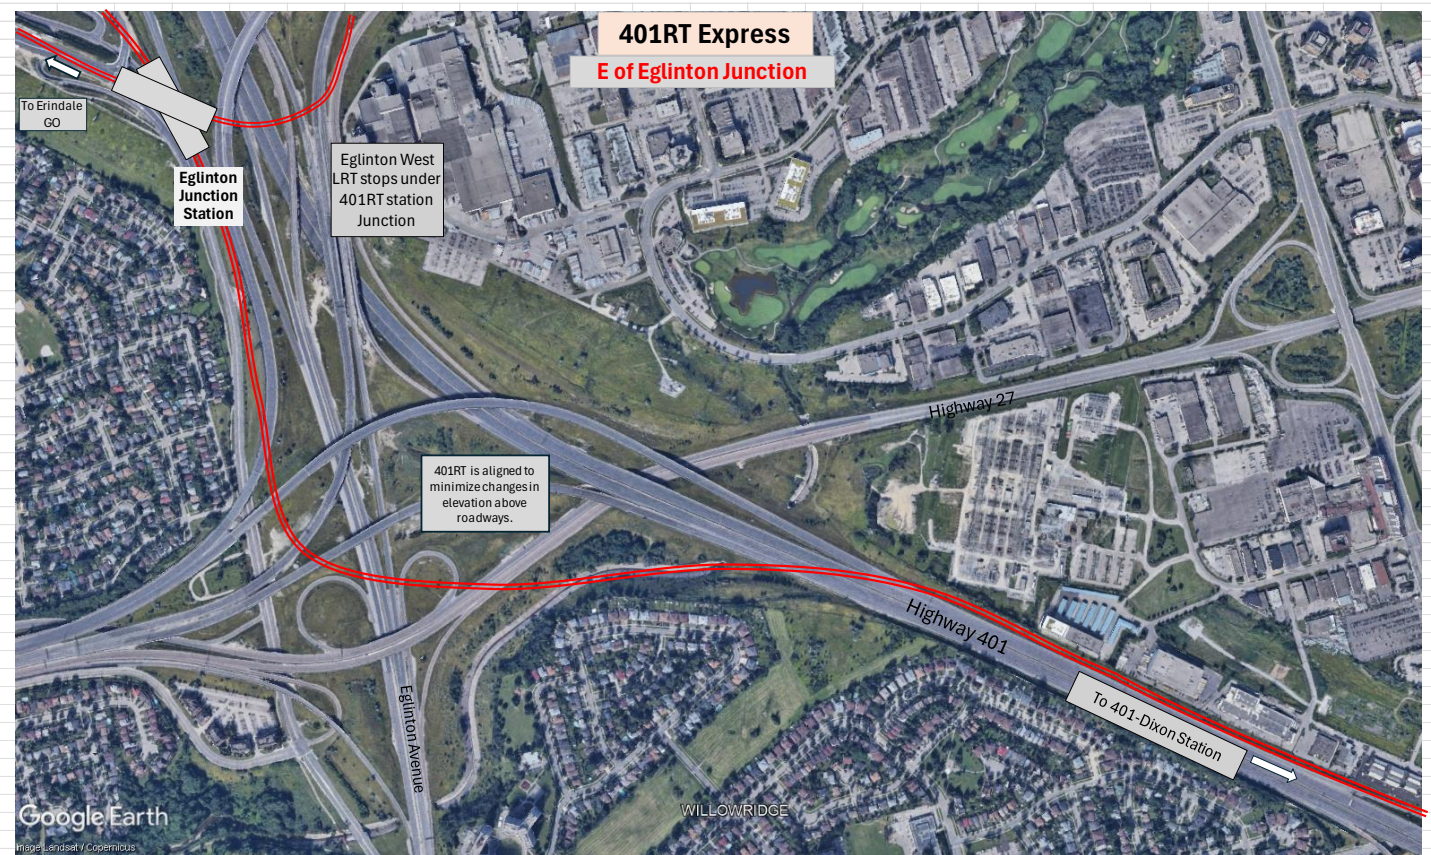 401RT Express
E of Eglinton Junction
To Erindale
GO
Eglinton
Junction
Station
Eglinton West
LRT stops under
401RT station
Junction
Highway 27
401RT is aligned to
minimize changes in
elevation above
roadways.
Highway 401
Eglinton Avenue
To 401-Dixon Station
WILLOWRIDGE
Google Earth
Image Landsat / Copernicus